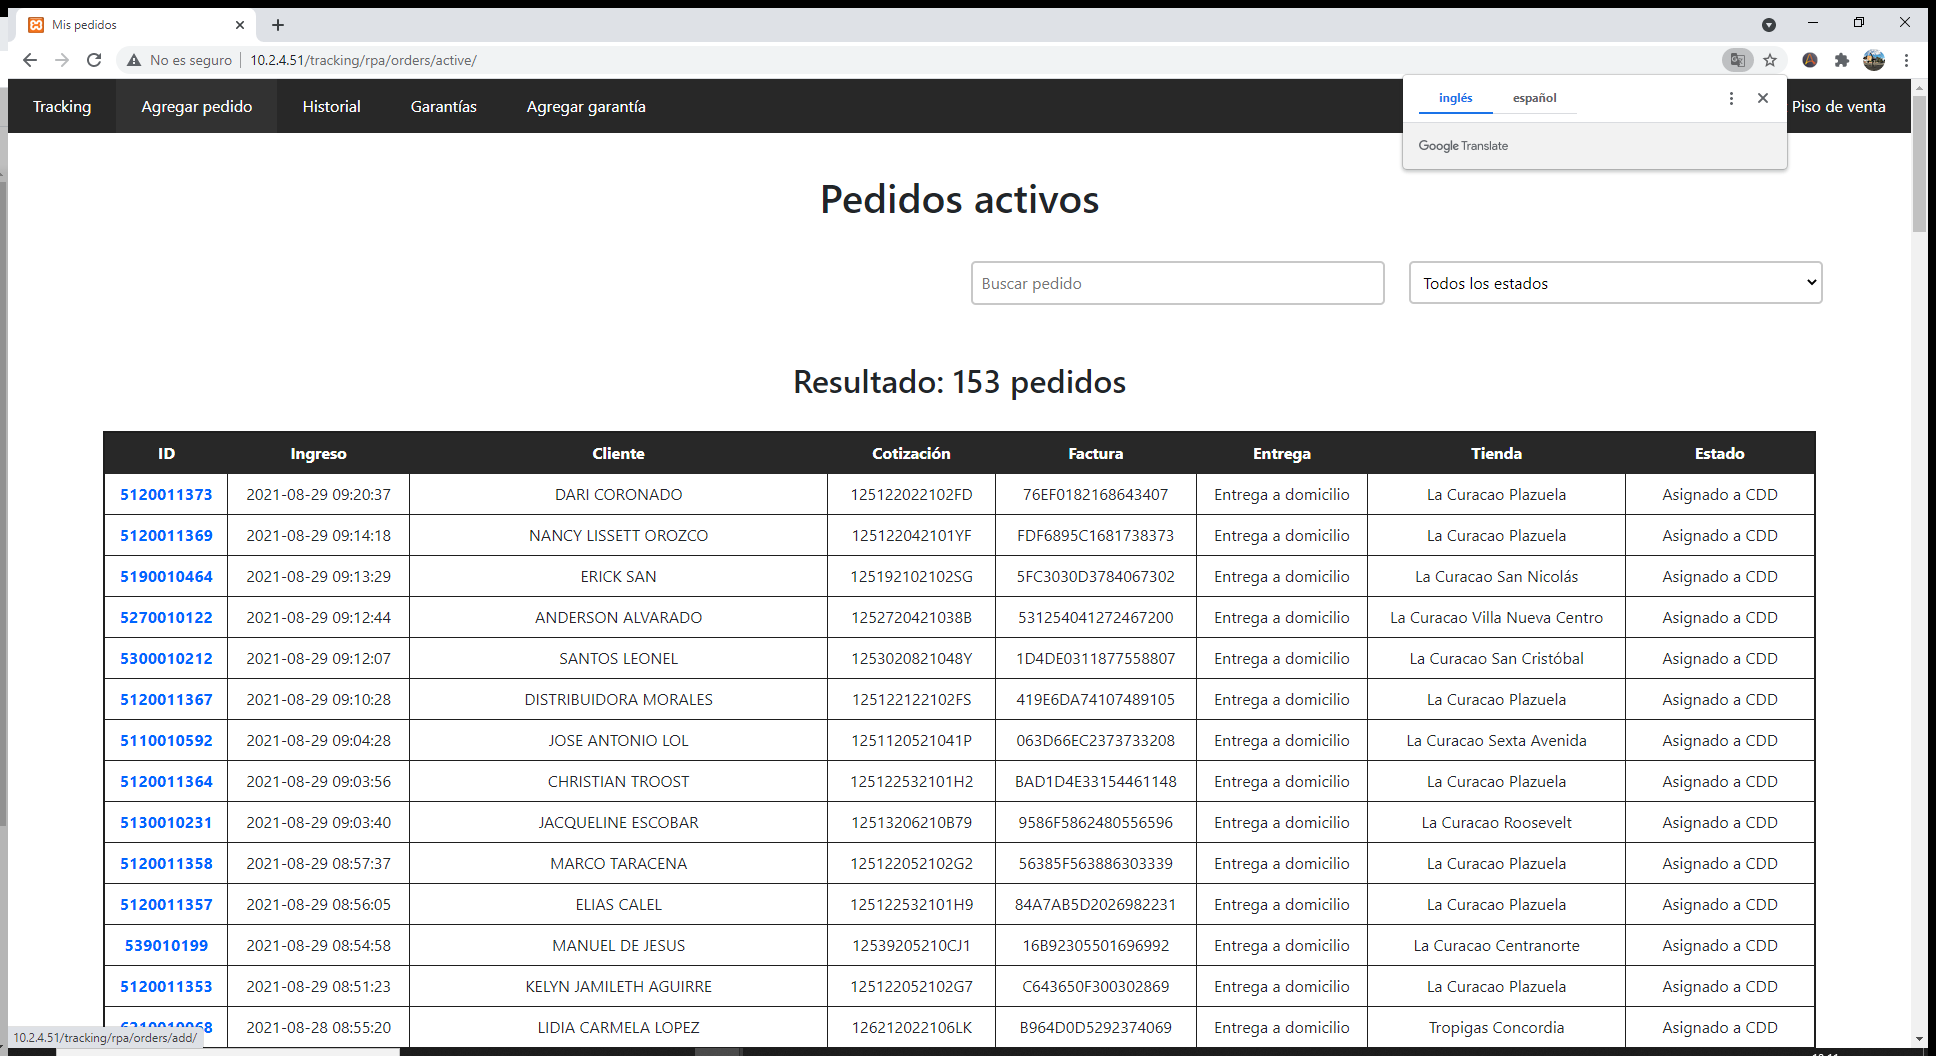 Mis pedidos
No es seguro 10.2.4.51/tracking/rpa/orders/active/
Tracking Agregar pedido Historial Garantías Agregar garantía Piso de venta
inglés español
Google Translate
Pedidos activos
Buscar pedido Todos los estados
Resultado: 153 pedidos
ID Ingreso Cliente Cotización Factura Entrega Tienda Estado
5120011373 2021-08-29 09:20:37 DARI CORONADO 125122022102FD 76EF0182168643407 Entrega a domicilio La Curacao Plazuela Asignado a CDD
5120011369 2021-08-29 09:14:18 NANCY LISSETT OROZCO 125122042101YF FDF6895C1681738373 Entrega a domicilio La Curacao Plazuela Asignado a CDD
5190010464 2021-08-29 09:13:29 ERICK SAN 125192102102SG 5FC3030D3784067302 Entrega a domicilio La Curacao San Nicolás Asignado a CDD
5270010122 2021-08-29 09:12:44 ANDERSON ALVARADO 1252720421038B 531254041272467200 Entrega a domicilio La Curacao Villa Nueva Centro Asignado a CDD
5300010212 2021-08-29 09:12:07 SANTOS LEONEL 1253020821048Y 1D4DE0311877558807 Entrega a domicilio La Curacao San Cristóbal Asignado a CDD
5120011367 2021-08-29 09:10:28 DISTRIBUIDORA MORALES 125122122102FS 419E6DA74107489105 Entrega a domicilio La Curacao Plazuela Asignado a CDD
5110010592 2021-08-29 09:04:28 JOSE ANTONIO LOL 1251120521041P 063D66EC2373733208 Entrega a domicilio La Curacao Sexta Avenida Asignado a CDD
5120011364 2021-08-29 09:03:56 CHRISTIAN TROOST 125122532101H2 BAD1D4E33154461148 Entrega a domicilio La Curacao Plazuela Asignado a CDD
5130010231 2021-08-29 09:03:40 JACQUELINE ESCOBAR 12513206210B79 9586F5862480556596 Entrega a domicilio La Curacao Roosevelt Asignado a CDD
5120011358 2021-08-29 08:57:37 MARCO TARACENA 125122052102G2 56385F563886303339 Entrega a domicilio La Curacao Plazuela Asignado a CDD
5120011357 2021-08-29 08:56:05 ELIAS CALEL 125122532101H9 84A7AB5D2026982231 Entrega a domicilio La Curacao Plazuela Asignado a CDD
539010199 2021-08-29 08:54:58 MANUEL DE JESUS 12539205210CJ1 16B92305501696992 Entrega a domicilio La Curacao Centranorte Asignado a CDD
5120011353 2021-08-29 08:51:23 KELYN JAMILETH AGUIRRE 125122052102G7 C643650F300302869 Entrega a domicilio La Curacao Plazuela Asignado a CDD
2021-08-28 08:55:20 LIDIA CARMELA LOPEZ 126212022106LK B964D0D5292374069 Entrega a domicilio Tropigas Concordia Asignado a CDD
10.2.4.51/tracking/rpa/orders/add/